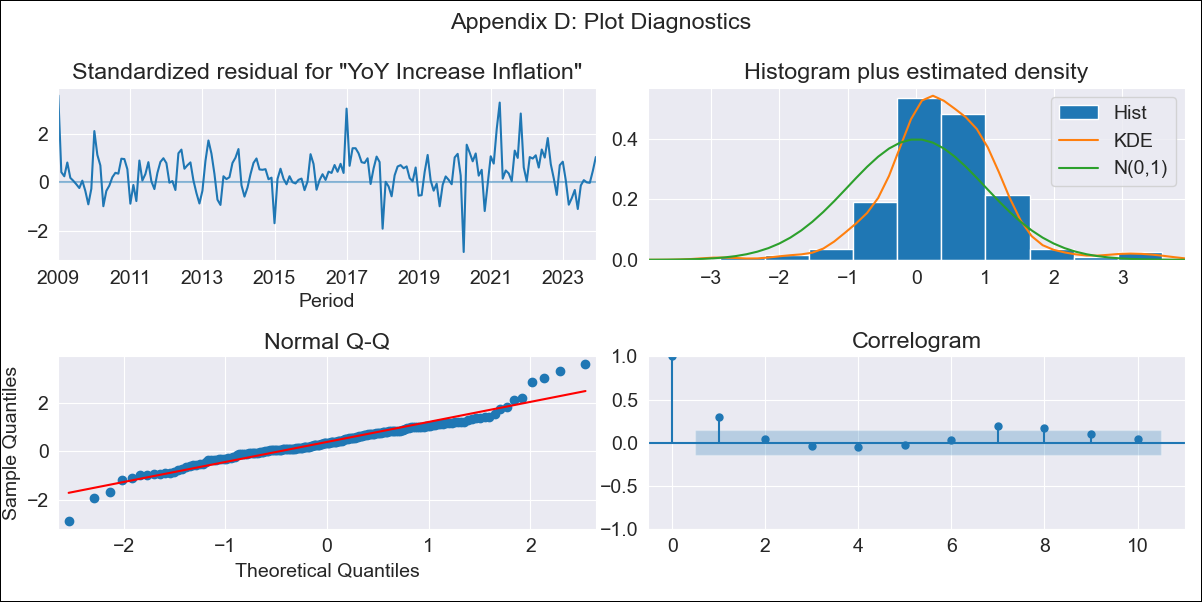 Appendix D: Plot Diagnostics
Standardized residual for "YoY Increase Inflation"
2
0
−2
2009 2011 2013 2015 2017 2019 2021 2023
Period
Histogram plus estimated density
Hist
KDE
N(0,1)
0.4
0.2
0.0
−3 −2 −1 0 1 2 3
Normal Q-Q
Sample Quantiles
2
0
−2
−2 −1 0 1 2
Theoretical Quantiles
Correlogram
1.0
0.5
0.0
−0.5
−1.0
0 2 4 6 8 10